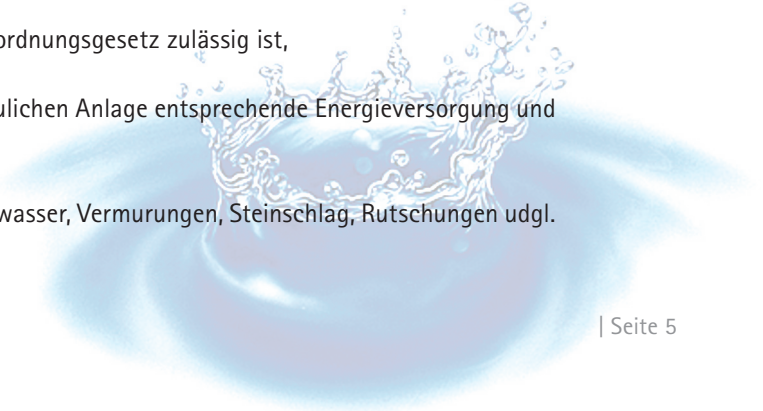 ordnungsgesetz zulässig ist,
ulichen Anlage entsprechende Energieversorgung und
wasser, Vermurungen, Steinschlag, Rutschungen udgl.
| Seite 5